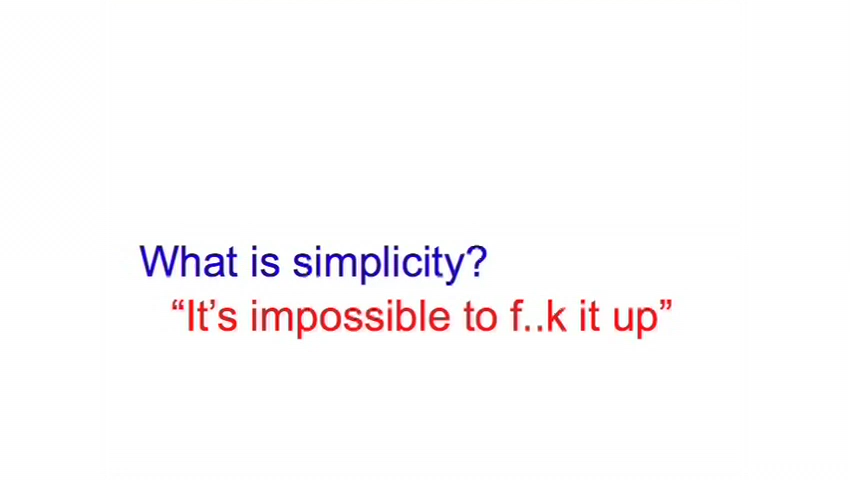 What is simplicity?
“It’s impossible to f..k it up”